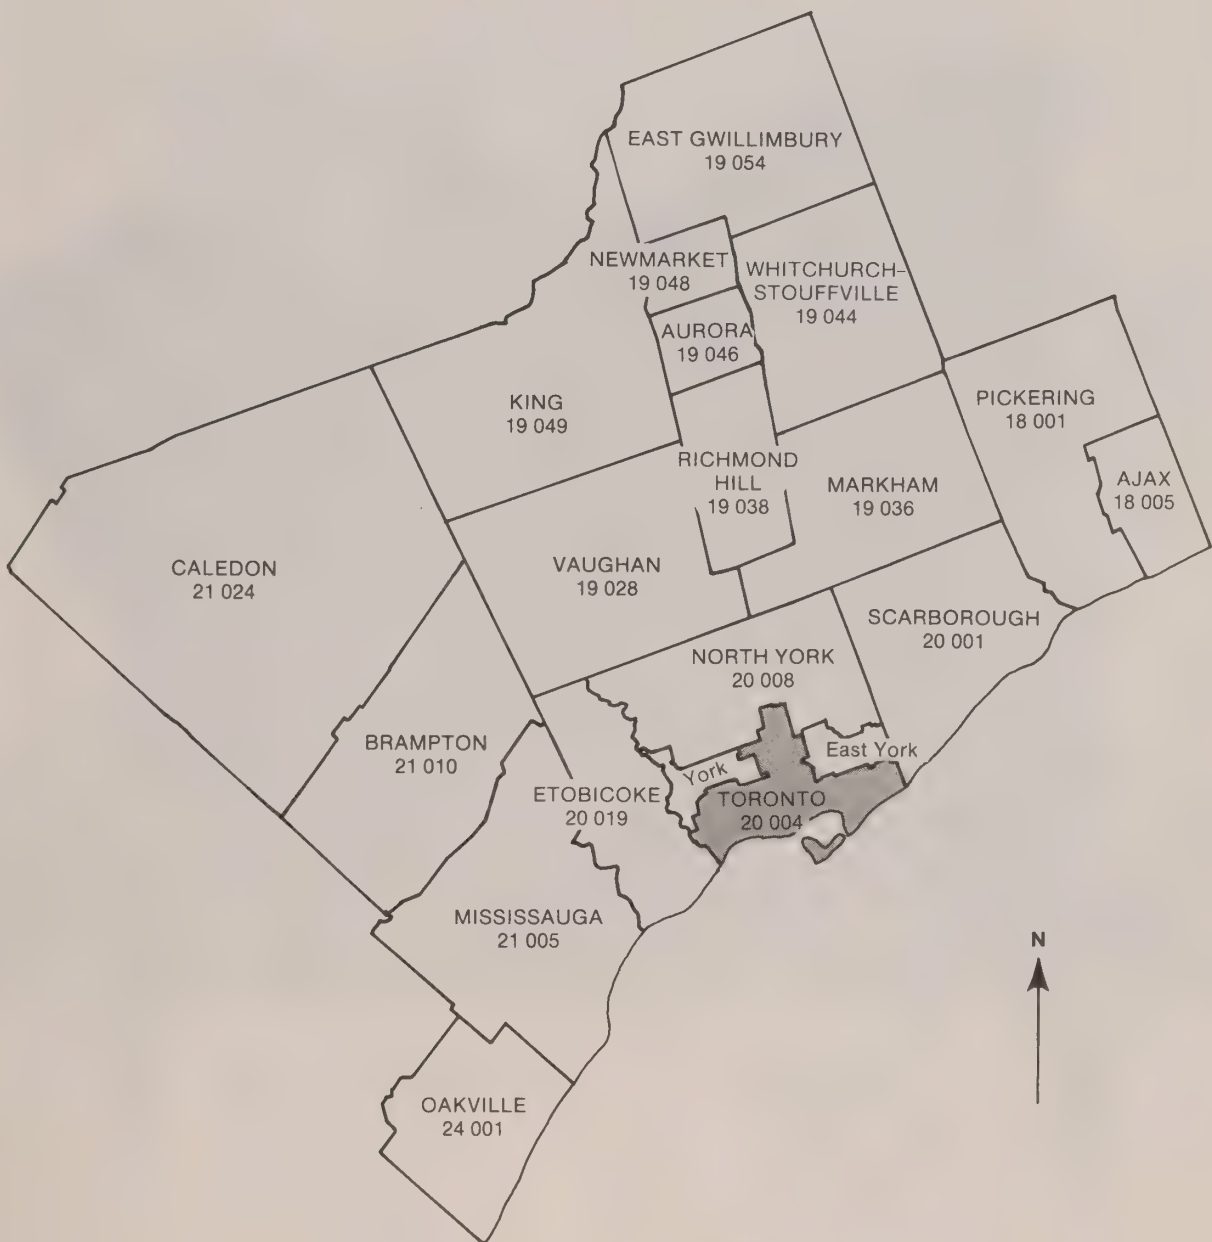 EAST GWILLIMBURY
19 054
NEWMARKET
19 048
WHITCHURCH-
STOUFFVILLE
19 044
AURORA
19 046
KING
19 049
PICKERING
18 001
RICHMOND
HILL
19 038
MARKHAM
19 036
AJAX
18 005
CALEDON
21 024
VAUGHAN
19 028
SCARBOROUGH
20 001
NORTH YORK
20 008
BRAMPTON
21 010
East York
York
ETOBICOKE
20 019
TORONTO
20 004
MISSISSAUGA
21 005
N
OAKVILLE
24 001